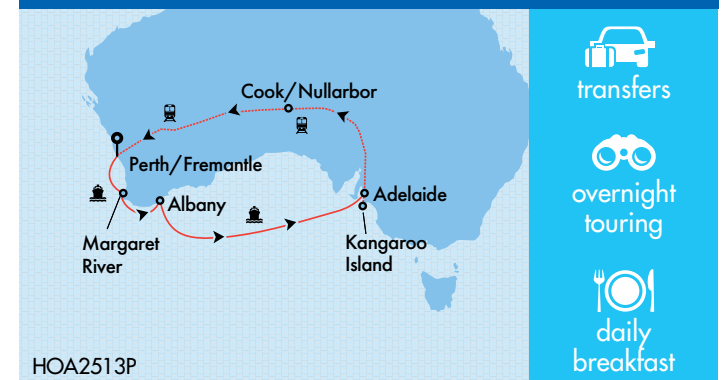 Cook/Nullarbor
Perth/Fremantle
Albany
Adelaide
Margaret
River
Kangaroo
Island
HOA2513P
transfers
overnight
touring
daily
breakfast